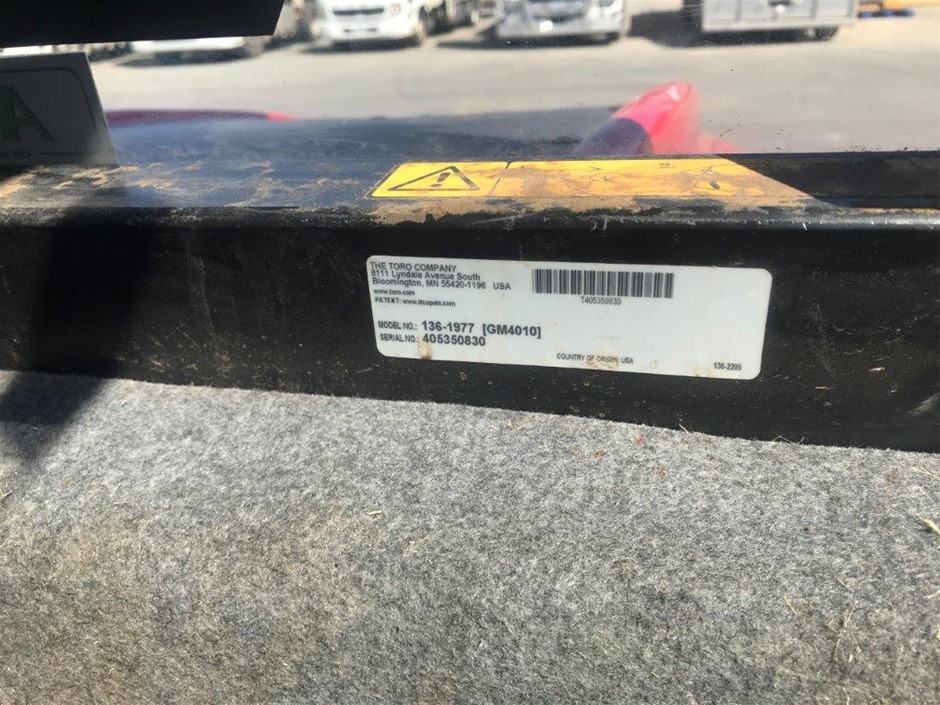 THE TORO COMPANY
8111 Lyndale Avenue South
Bloomington, MN 55420-1196 USA
www.toro.com
PATENT: www.ttcopats.com
T405350830
MODEL NO.: 136-1977 [GM4010]
SERIAL NO.: 405350830
COUNTRY OF ORIGIN: USA
136-2205